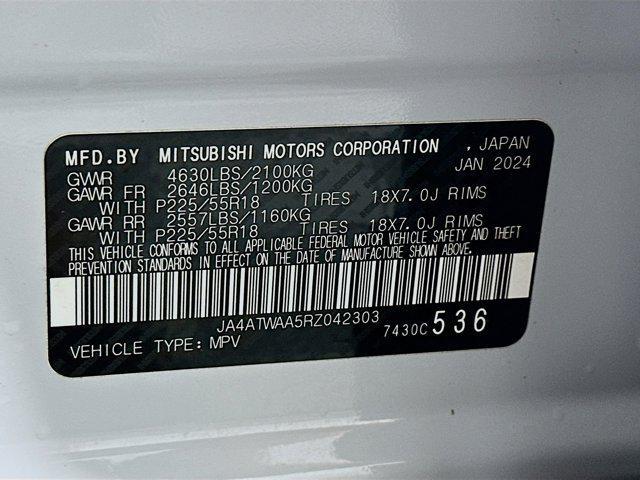 MFD.BY MITSUBISHI MOTORS CORPORATION , JAPAN
GVWR 4630LBS/2100KG JAN 2024
GAWR FR 2646LBS/1200KG
WITH P225/55R18 TIRES 18X7.0J RIMS
GAWR RR 2557LBS/1160KG
WITH P225/55R18 TIRES 18X7.0J RIMS
THIS VEHICLE CONFORMS TO ALL APPLICABLE FEDERAL MOTOR VEHICLE SAFETY AND THEFT
PREVENTION STANDARDS IN EFFECT ON THE DATE OF MANUFACTURE SHOWN ABOVE.
JA4ATWAA5RZ042303
7430C 536
VEHICLE TYPE: MPV